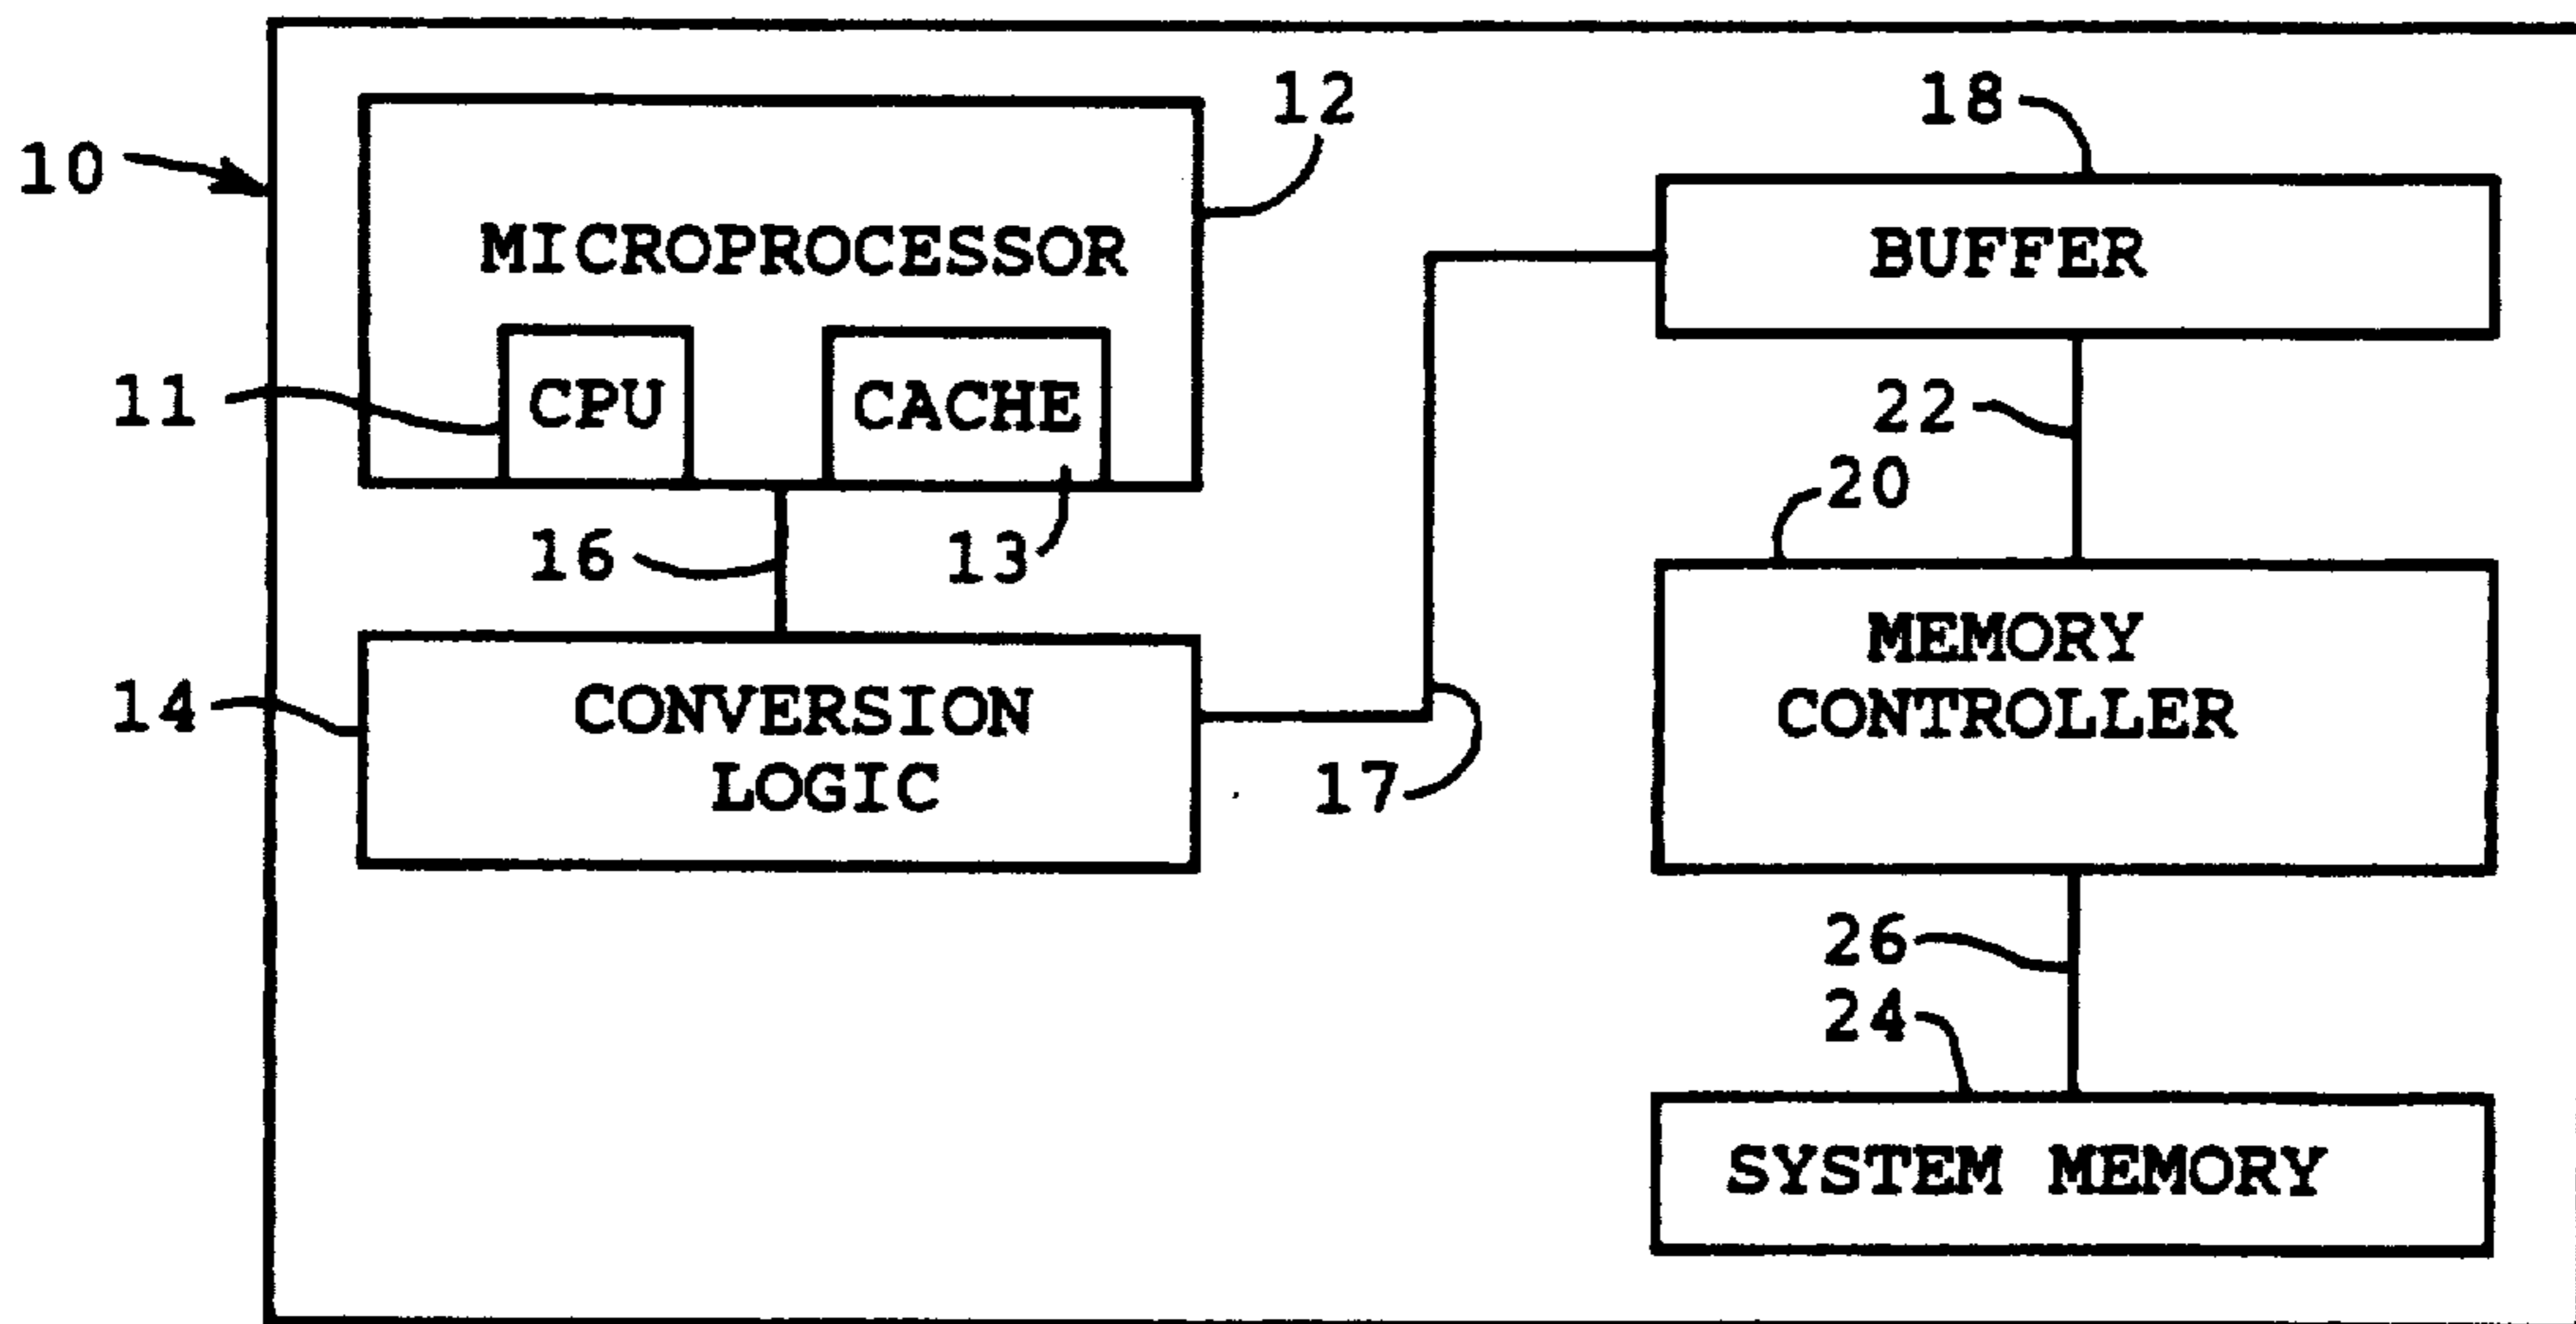 10
12
MICROPROCESSOR
11
CPU
CACHE
16
13
14
CONVERSION
LOGIC
17
18
BUFFER
22
20
MEMORY
CONTROLLER
26
24
SYSTEM MEMORY